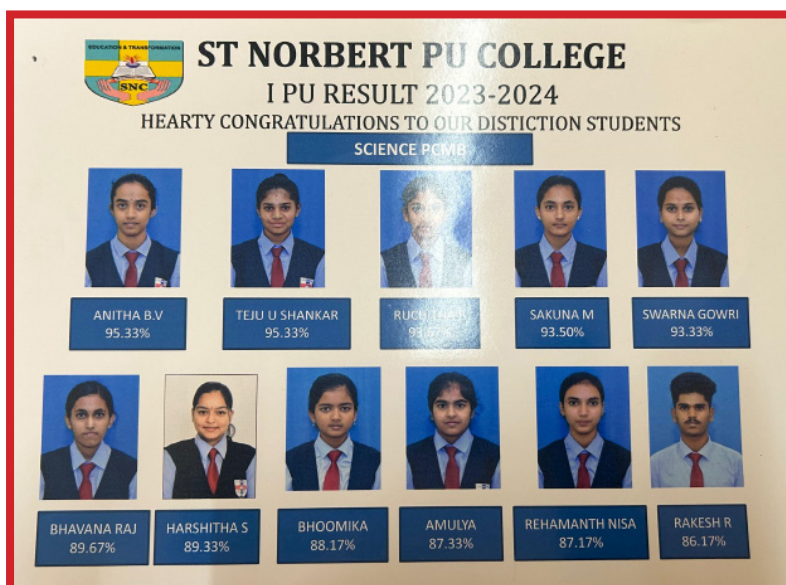 EDUCATION & TRANSFORMATION
SNC
ST NORBERT PU COLLEGE
I PU RESULT 2023-2024
HEARTY CONGRATULATIONS TO OUR DISTICTION STUDENTS
SCIENCE PCMB
ANITHA B.V
95.33%
TEJU U SHANKAR
95.33%
93.67%
SAKUNA M
93.50%
SWARNA GOWRI
93.33%
BHAVANA RAJ
89.67%
HARSHITHA S
89.33%
BHOOMIKA
88.17%
AMULYA
87.33%
REHAMANTH NISA
87.17%
RAKESH R
86.17%